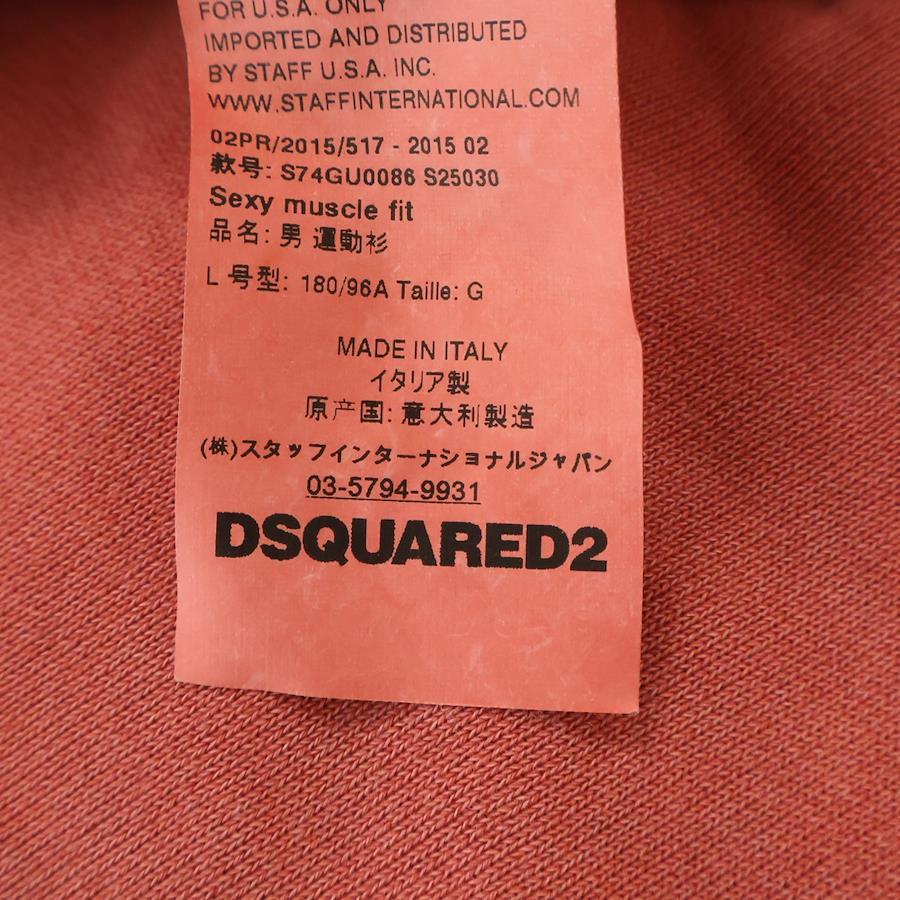 FOR U.S.A. ONLY
IMPORTED AND DISTRIBUTED
BY STAFF U.S.A. INC.
WWW.STAFFINTERNATIONAL.COM
02PR/2015/517 - 2015 02
款号: S74GU0086 S25030
Sexy muscle fit
品名: 男 運動衫
L 号型: 180/96A Taille: G
MADE IN ITALY
イタリア製
原产国: 意大利製造
(株)スタッフインターナショナルジャパン
03-5794-9931
DSQUARED2